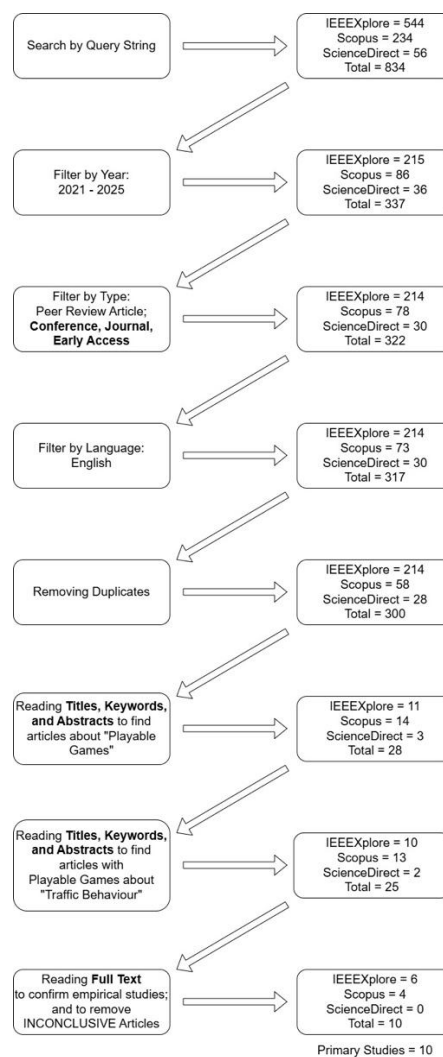 Search by Query String
IEEEXplore = 544
Scopus = 234
ScienceDirect = 56
Total = 834
Filter by Year:
2021 - 2025
IEEEXplore = 215
Scopus = 86
ScienceDirect = 36
Total = 337
Filter by Type:
Peer Review Article;
Conference, Journal,
Early Access
IEEEXplore = 214
Scopus = 78
ScienceDirect = 30
Total = 322
Filter by Language:
English
IEEEXplore = 214
Scopus = 73
ScienceDirect = 30
Total = 317
Removing Duplicates
IEEEXplore = 214
Scopus = 58
ScienceDirect = 28
Total = 300
Reading Titles, Keywords,
and Abstracts to find
articles about "Playable
Games"
IEEEXplore = 11
Scopus = 14
ScienceDirect = 3
Total = 28
Reading Titles, Keywords,
and Abstracts to find
articles with
Playable Games about
"Traffic Behaviour"
IEEEXplore = 10
Scopus = 13
ScienceDirect = 2
Total = 25
Reading Full Text
to confirm empirical studies;
and to remove
INCONCLUSIVE Articles
IEEEXplore = 6
Scopus = 4
ScienceDirect = 0
Total = 10
Primary Studies = 10